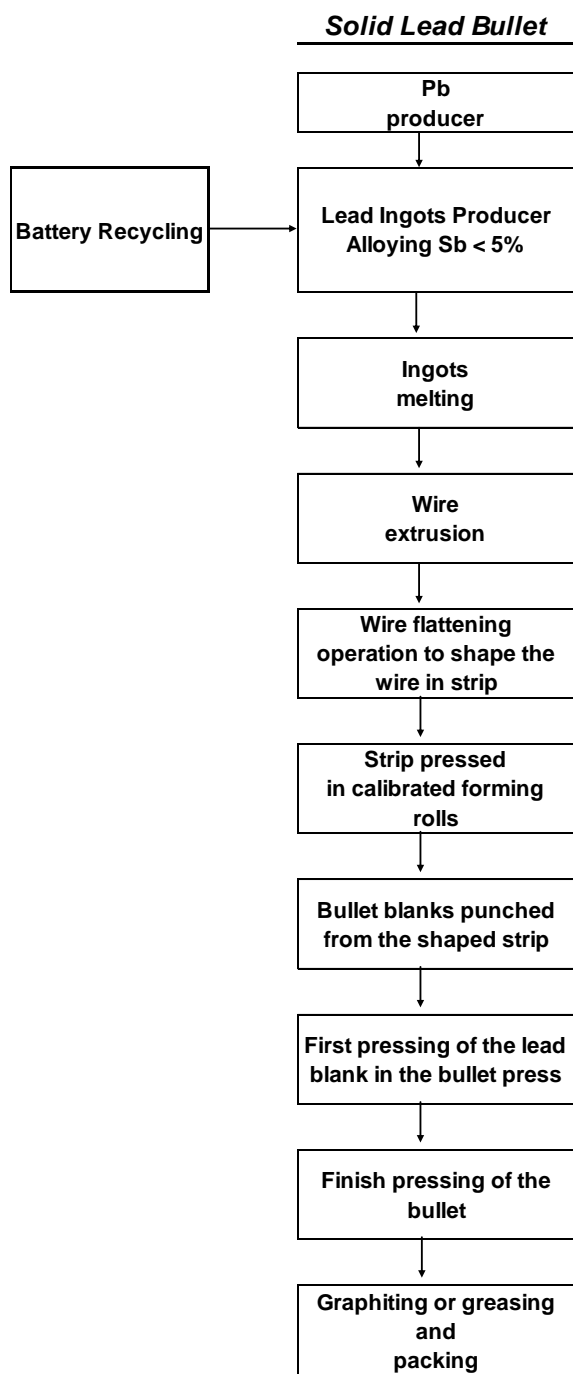 Solid Lead Bullet
Pb
producer
Battery Recycling
Lead Ingots Producer
Alloying Sb < 5%
Ingots
melting
Wire
extrusion
Wire flattening
operation to shape the
wire in strip
Strip pressed
in calibrated forming
rolls
Bullet blanks punched
from the shaped strip
First pressing of the lead
blank in the bullet press
Finish pressing of the
bullet
Graphiting or greasing
and
packing